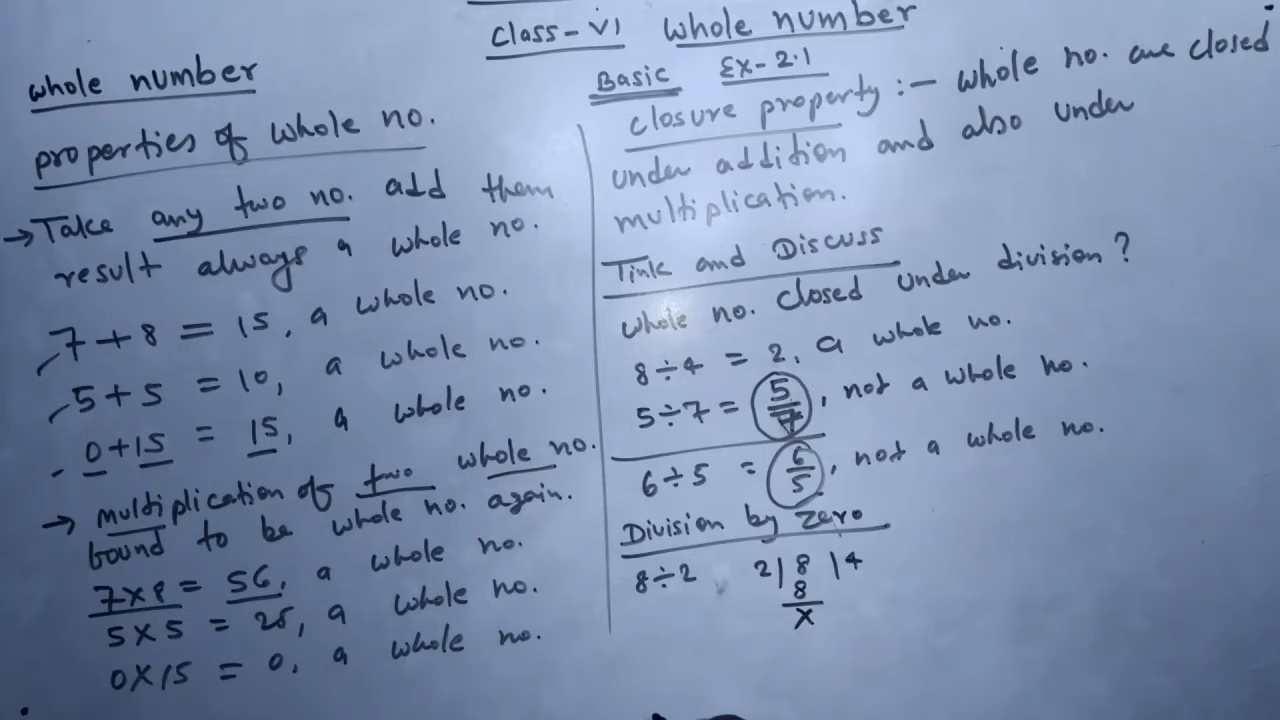 Class - VI Whole number
Basic Ex - 2.1
whole number
properties of whole no.
→ Take any two no. add them
result always a whole no.
7 + 8 = 15, a whole no.
5 + 5 = 10, a whole no.
- 0 + 15 = 15, a whole no.
→ multiplication of two whole no.
bound to be whole no. again.
7 x 8 = 56, a whole no.
5 x 5 = 25, a whole no.
0 x 15 = 0, a whole no.
closure property :- whole no. are closed
under addition and also under
multiplication.
Tink and Discuss
whole no. closed under division ?
8 ÷ 4 = 2, a whole no.
5 ÷ 7 = 5/7, not a whole no.
6 ÷ 5 = 6/5, not a whole no.
Division by zero
8 ÷ 2 2 | 8 | 4
8
x